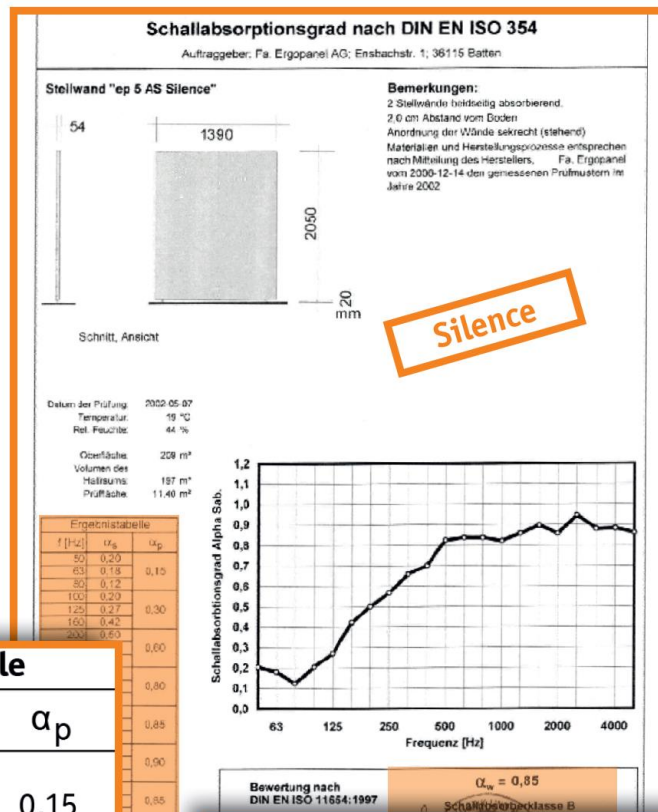 Schallabsorptionsgrad nach DIN EN ISO 354
Auftraggeber: Fa. Ergopanel AG; Ensbachstr. 1; 36115 Batten
Stellwand "ep 5 AS Silence"
54
1390
2050
20
mm
Schnitt, Ansicht
Bemerkungen:
2 Stellwände beidseitig absorbierend.
2,0 cm Abstand vom Boden
Anordnung der Wände sekrecht (stehend)
Materialien und Herstellungsprozesse entsprechen
nach Mitteilung des Herstellers, Fa. Ergopanel
vom 2006-12-14 den gemessenen Prüfmustern im
Jahre 2002
Silence
Datum der Prüfung: 2002-05-07
Temperatur: 19 °C
Rel. Feuchte: 44 %
Oberfläche: 209 m²
Volumen des
Hallraums: 197 m³
Prüffläche: 11,40 m²
Ergebnistabelle
f [Hz] αs αp
50 0,20
63 0,18 0,15
80 0,12
100 0,20
125 0,27 0,30
160 0,42
200 0,50
0,60
0,80
0,85
0,90
0,85
le
αp
0,15
Schallabsorbtionsgrad Alpha Sab.
1,2
1,1
1,0
0,9
0,8
0,7
0,6
0,5
0,4
0,3
0,2
0,1
0,0
63 125 250 500 1000 2000 4000
Frequenz [Hz]
Bewertung nach
DIN EN ISO 11654:1997
αw = 0,85
Schallabsorberklasse B